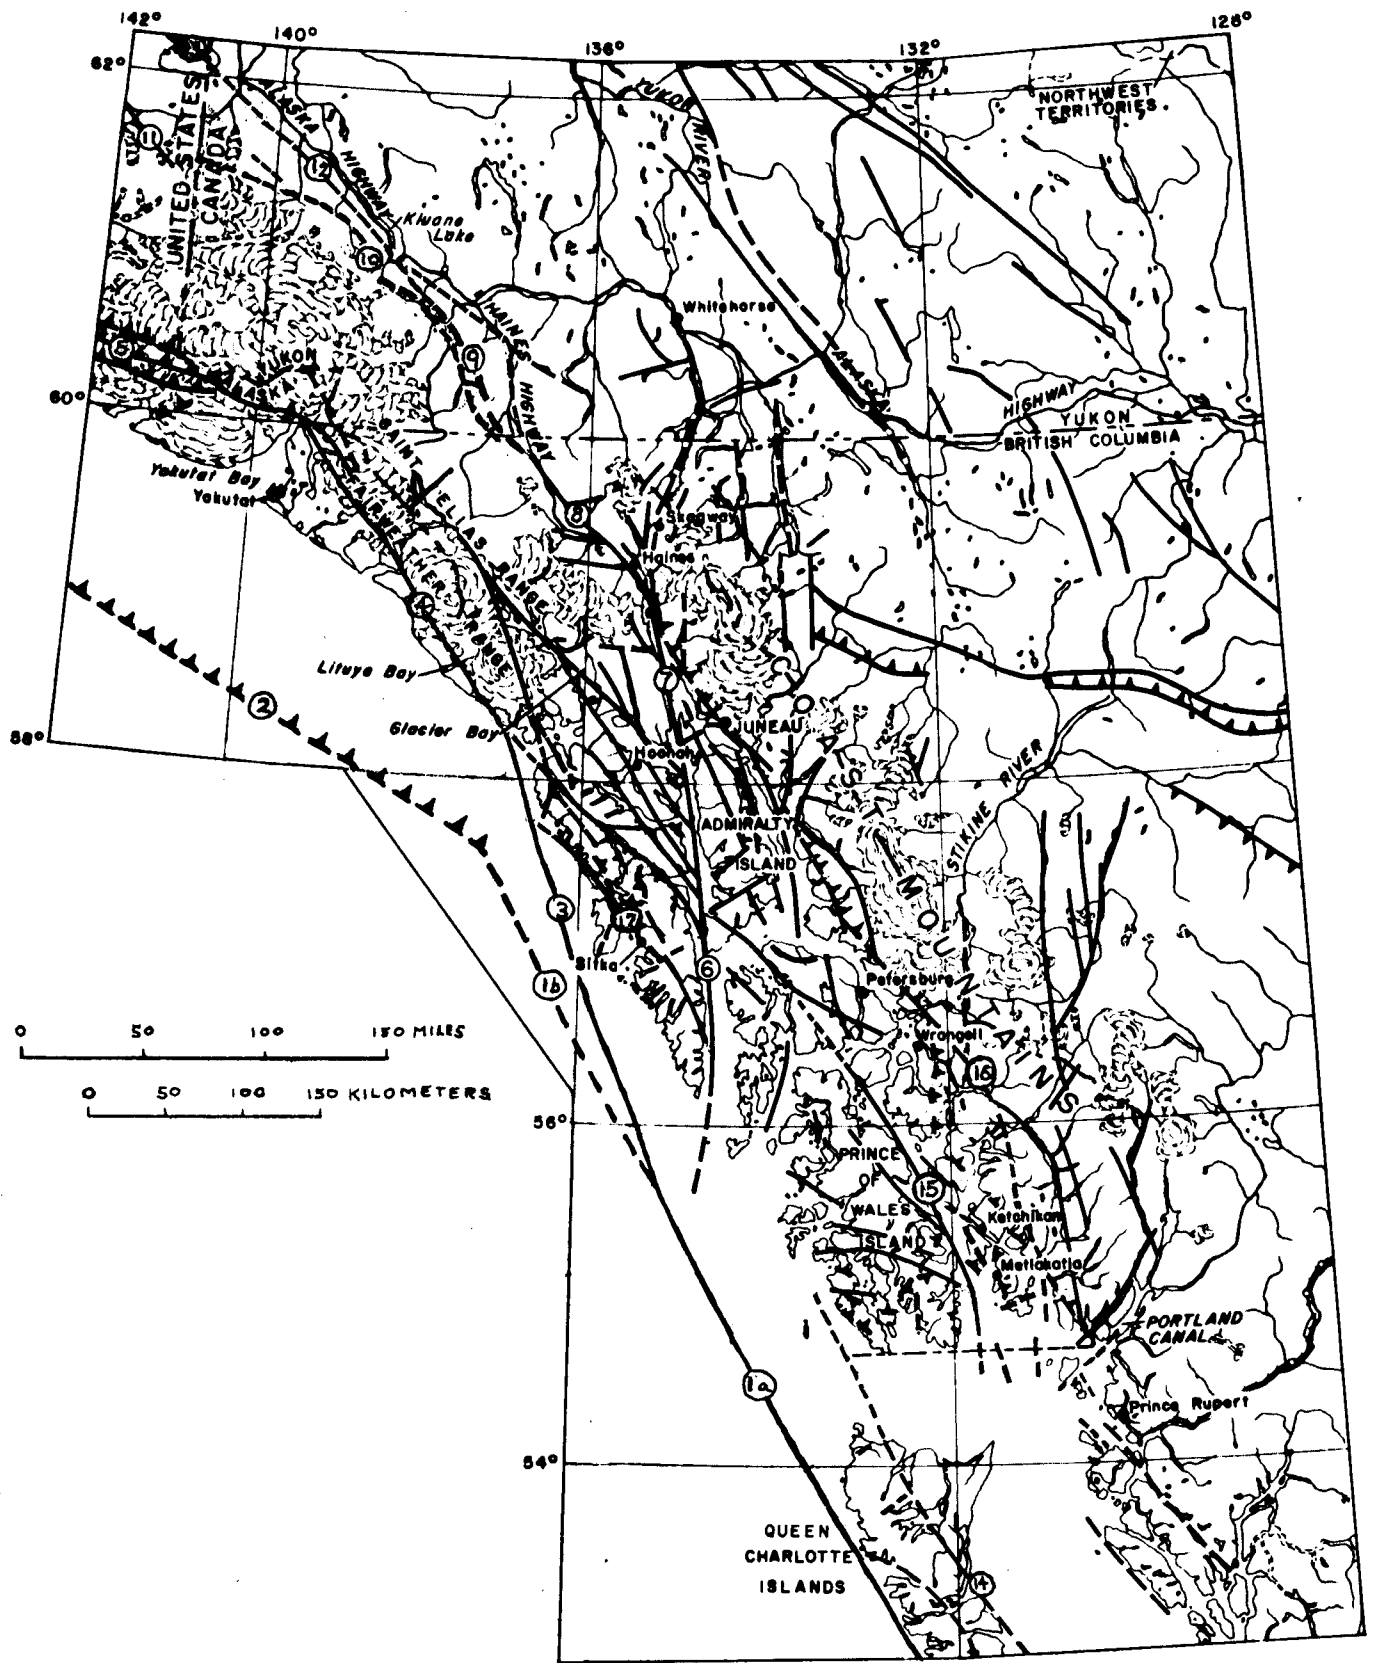 142°
140°
136°
132°
128°
62°
NORTHWEST
TERRITORIES
YUKON
RIVER
ALASKA
HIGHWAY
11
UNITED STATES
CANADA
12
Kluane
Lake
10
Whitehorse
HAINES
HIGHWAY
5
9
YUKON
ALASKA
ALASKA
HIGHWAY
60°
YUKON
BRITISH COLUMBIA
SAINT ELIAS RANGE
FAIRWEATHER RANGE
Yakutat Bay
Yakutat
8
Skagway
Haines
4
Lituya Bay
7
2
Glacier Bay
JUNEAU
58°
Hoonah
COAST MOUNTAINS
STIKINE RIVER
ADMIRALTY
ISLAND
3
17
Sitka
6
1b
Petersburg
Wrangell
0 50 100 150 MILES
16
0 50 100 150 KILOMETERS
56°
PRINCE
OF
WALES
ISLAND
15
Ketchikan
Metlakatla
PORTLAND
CANAL
1a
Prince Rupert
54°
QUEEN
CHARLOTTE
ISLANDS
14